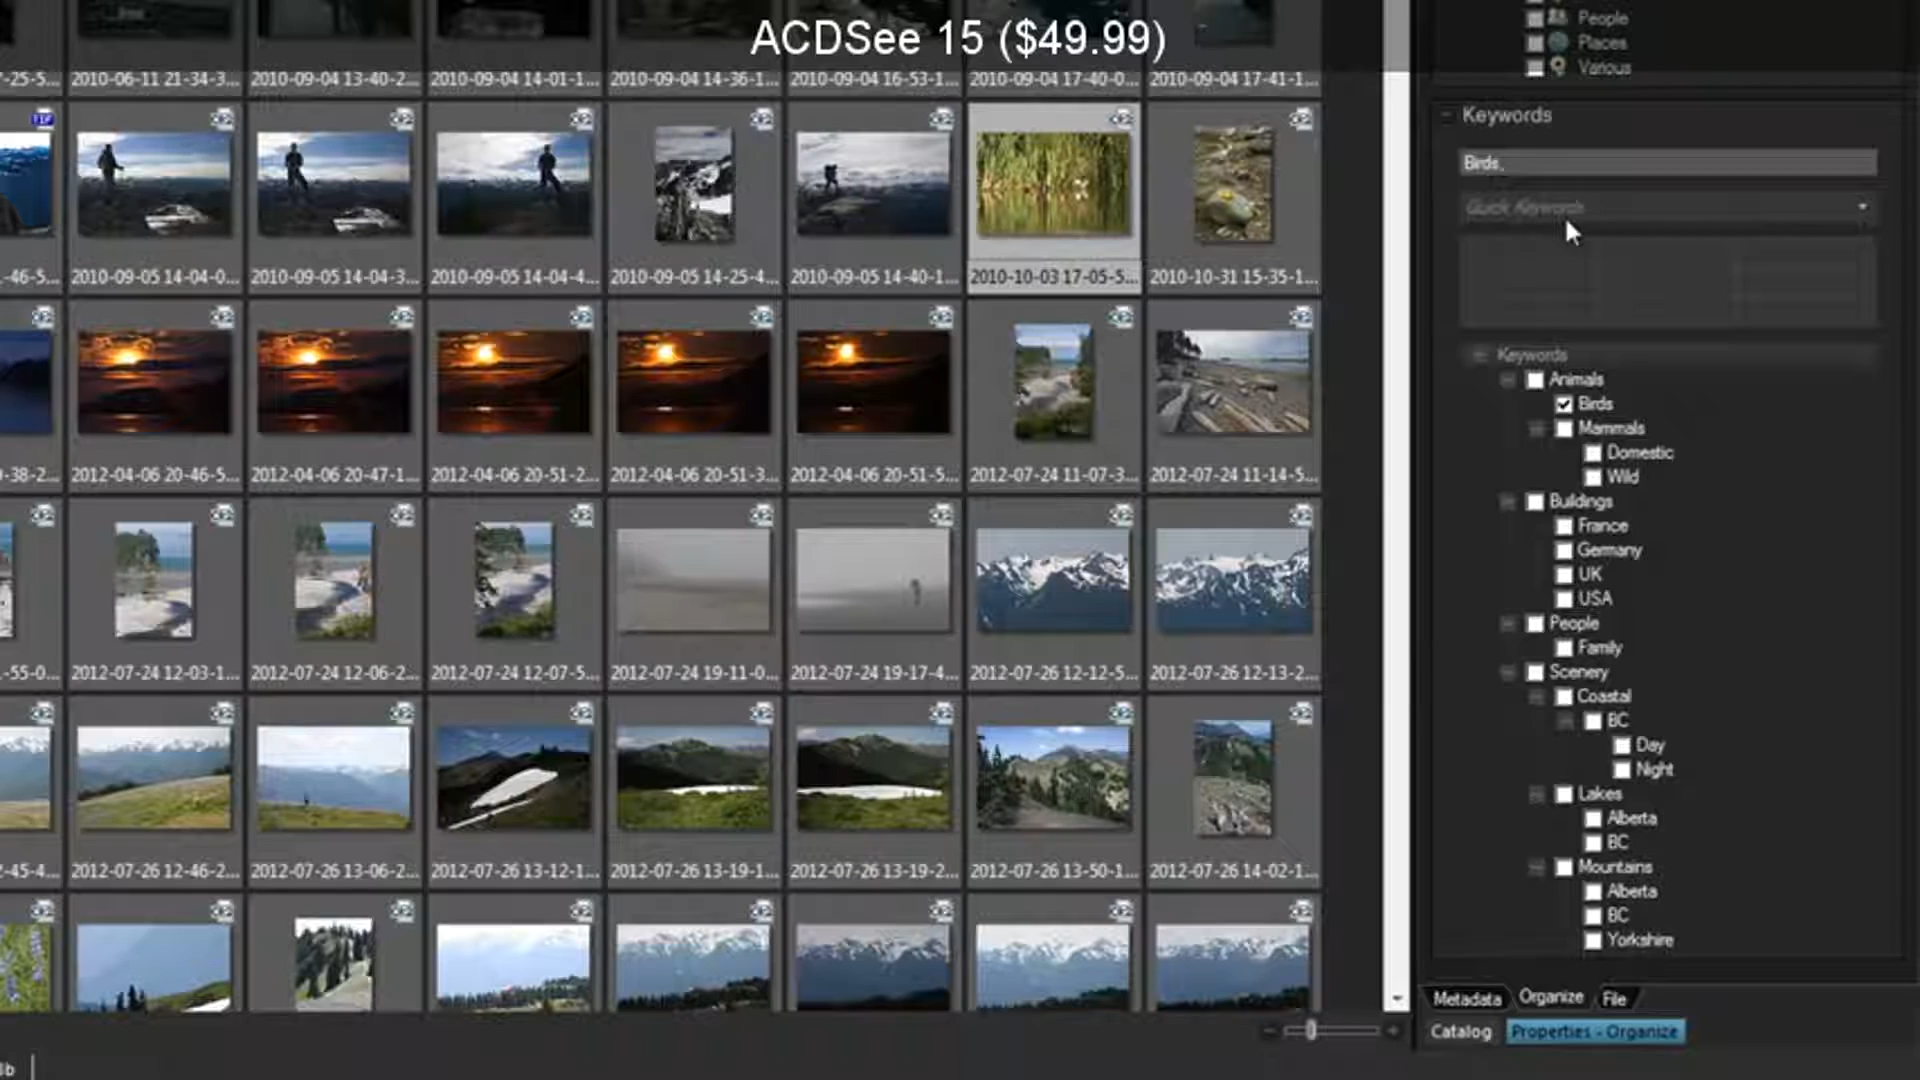 ACDSee 15 ($49.99)
-25-5... 2010-06-11 21-34-3... 2010-09-04 13-40-2... 2010-09-04 14-01-1... 2010-09-04 14-36-1... 2010-09-04 16-53-1... 2010-09-04 17-40-0... 2010-09-04 17-41-1...
TIF
-46-5... 2010-09-05 14-04-0... 2010-09-05 14-04-3... 2010-09-05 14-04-4... 2010-09-05 14-25-4... 2010-09-05 14-40-1... 2010-10-03 17-05-5... 2010-10-31 15-35-1...
-38-2... 2012-04-06 20-46-5... 2012-04-06 20-47-1... 2012-04-06 20-51-2... 2012-04-06 20-51-3... 2012-04-06 20-51-5... 2012-07-24 11-07-3... 2012-07-24 11-14-5...
-55-0... 2012-07-24 12-03-1... 2012-07-24 12-06-2... 2012-07-24 12-07-5... 2012-07-24 19-11-0... 2012-07-24 19-17-4... 2012-07-26 12-12-5... 2012-07-26 12-13-2...
-45-4... 2012-07-26 12-46-2... 2012-07-26 13-06-2... 2012-07-26 13-12-1... 2012-07-26 13-19-1... 2012-07-26 13-19-2... 2012-07-26 13-50-1... 2012-07-26 14-02-1...
People
Places
Various
Keywords
Birds,
Quick Keywords
Keywords
Animals
Birds
Mammals
Domestic
Wild
Buildings
France
Germany
UK
USA
People
Family
Scenery
Coastal
BC
Day
Night
Lakes
Alberta
BC
Mountains
Alberta
BC
Yorkshire
Metadata Organize File
Catalog Properties - Organize